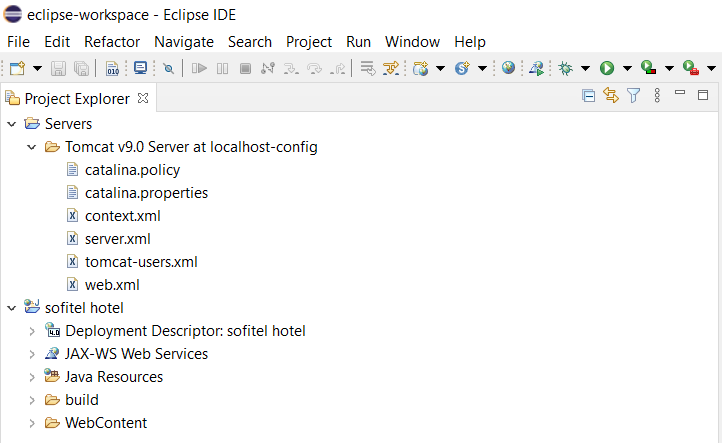 eclipse-workspace - Eclipse IDE
File Edit Refactor Navigate Search Project Run Window Help
010
Project Explorer
Servers
Tomcat v9.0 Server at localhost-config
catalina.policy
catalina.properties
context.xml
server.xml
tomcat-users.xml
web.xml
sofitel hotel
Deployment Descriptor: sofitel hotel
JAX-WS Web Services
Java Resources
build
WebContent